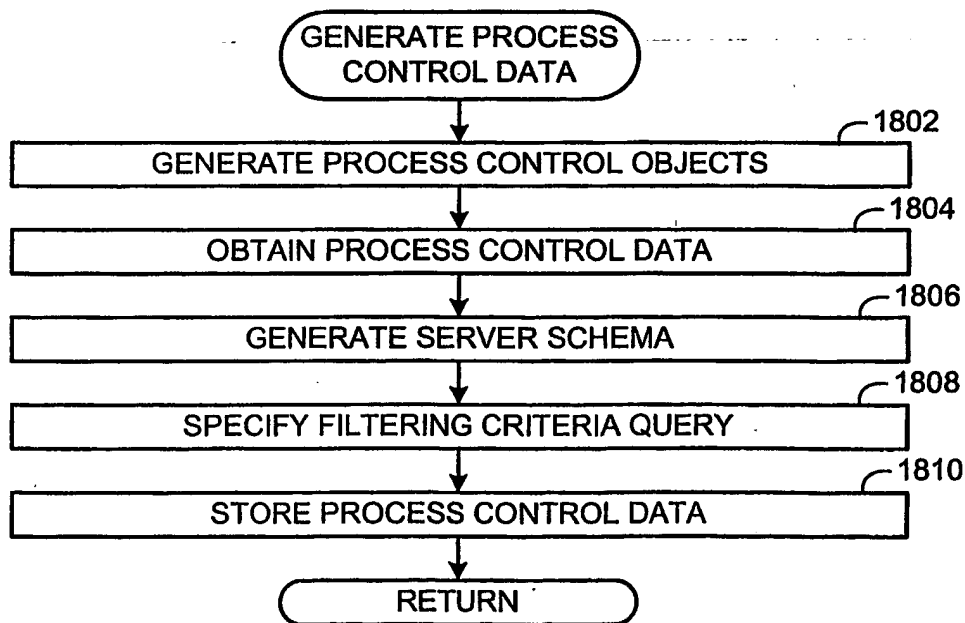 GENERATE PROCESS
CONTROL DATA
1802
GENERATE PROCESS CONTROL OBJECTS
1804
OBTAIN PROCESS CONTROL DATA
1806
GENERATE SERVER SCHEMA
1808
SPECIFY FILTERING CRITERIA QUERY
1810
STORE PROCESS CONTROL DATA
RETURN